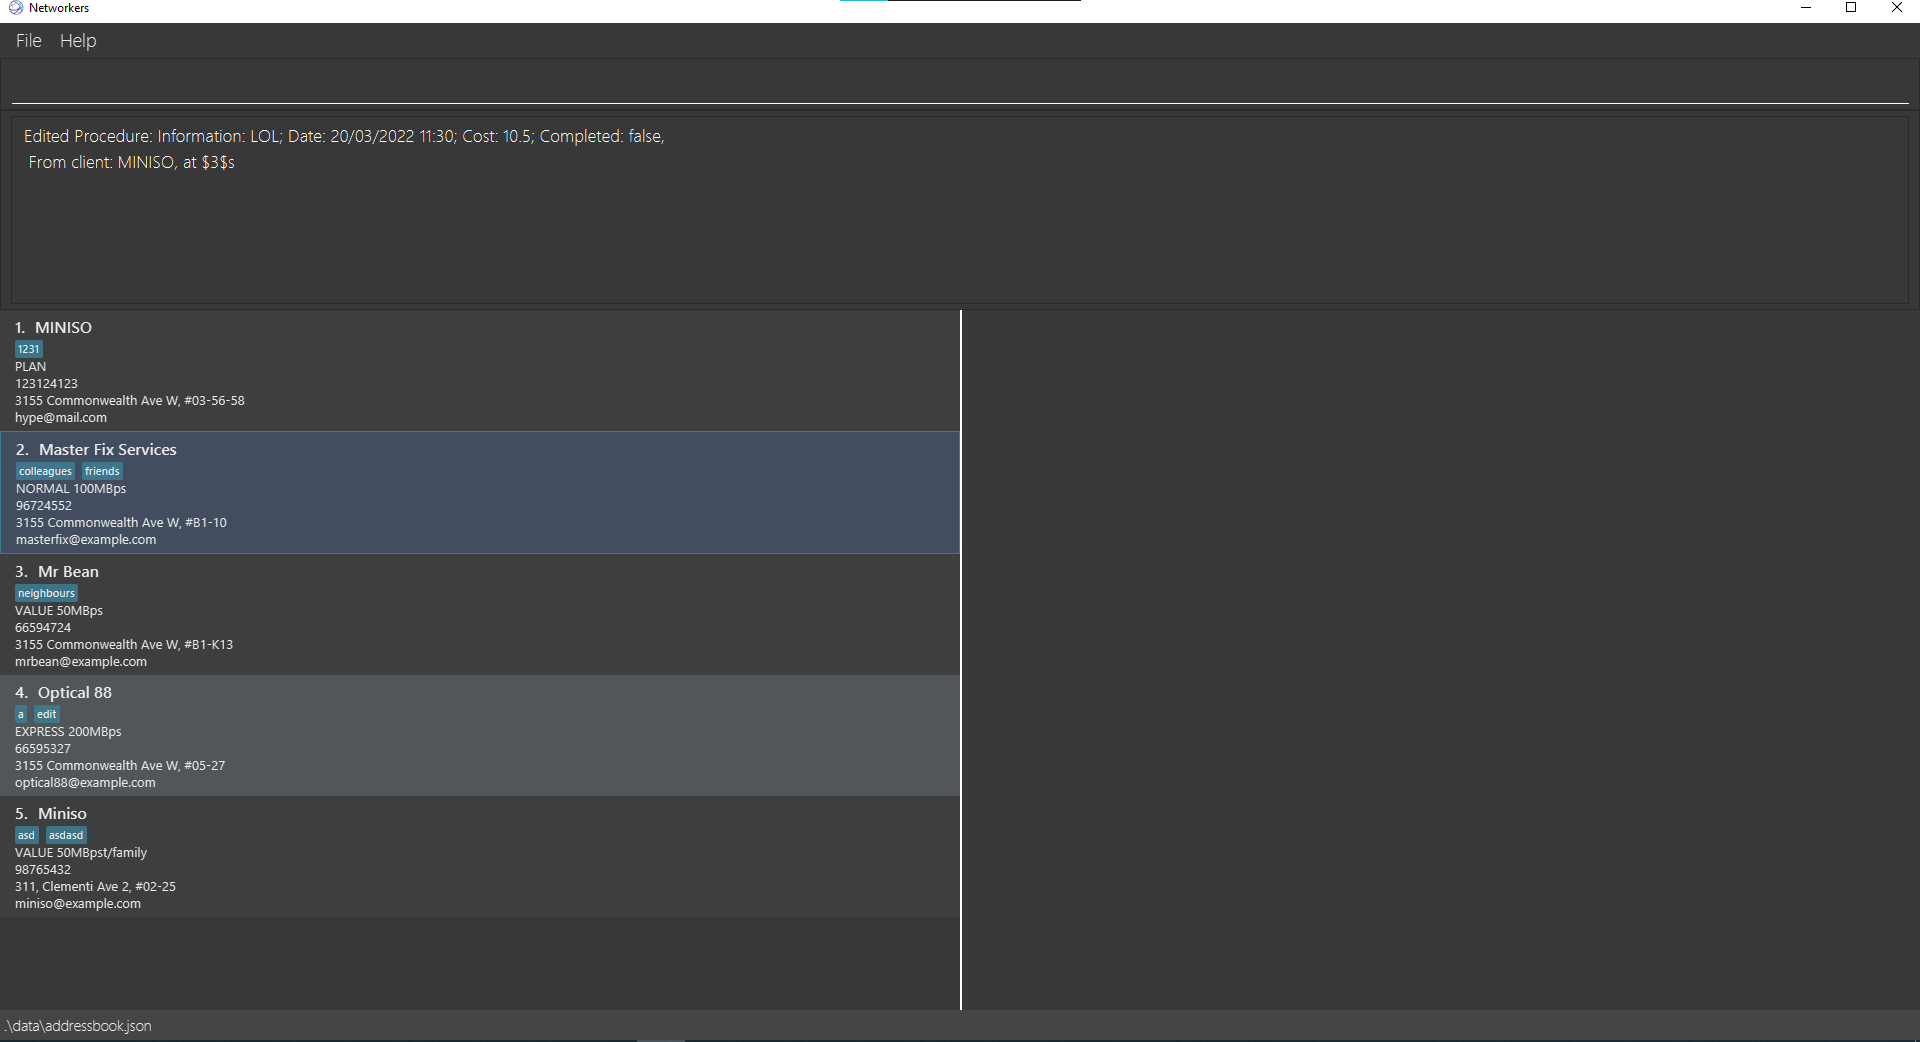 Networkers
File Help
Edited Procedure: Information: LOL; Date: 20/03/2022 11:30; Cost: 10.5; Completed: false,
From client: MINISO, at $3$s
1. MINISO
1231
PLAN
123124123
3155 Commonwealth Ave W, #03-56-58
hype@mail.com
2. Master Fix Services
colleagues friends
NORMAL 100MBps
96724552
3155 Commonwealth Ave W, #B1-10
masterfix@example.com
3. Mr Bean
neighbours
VALUE 50MBps
66594724
3155 Commonwealth Ave W, #B1-K13
mrbean@example.com
4. Optical 88
a edit
EXPRESS 200MBps
66595327
3155 Commonwealth Ave W, #05-27
optical88@example.com
5. Miniso
asd asdasd
VALUE 50MBpst/family
98765432
311, Clementi Ave 2, #02-25
miniso@example.com
.\data\addressbook.json